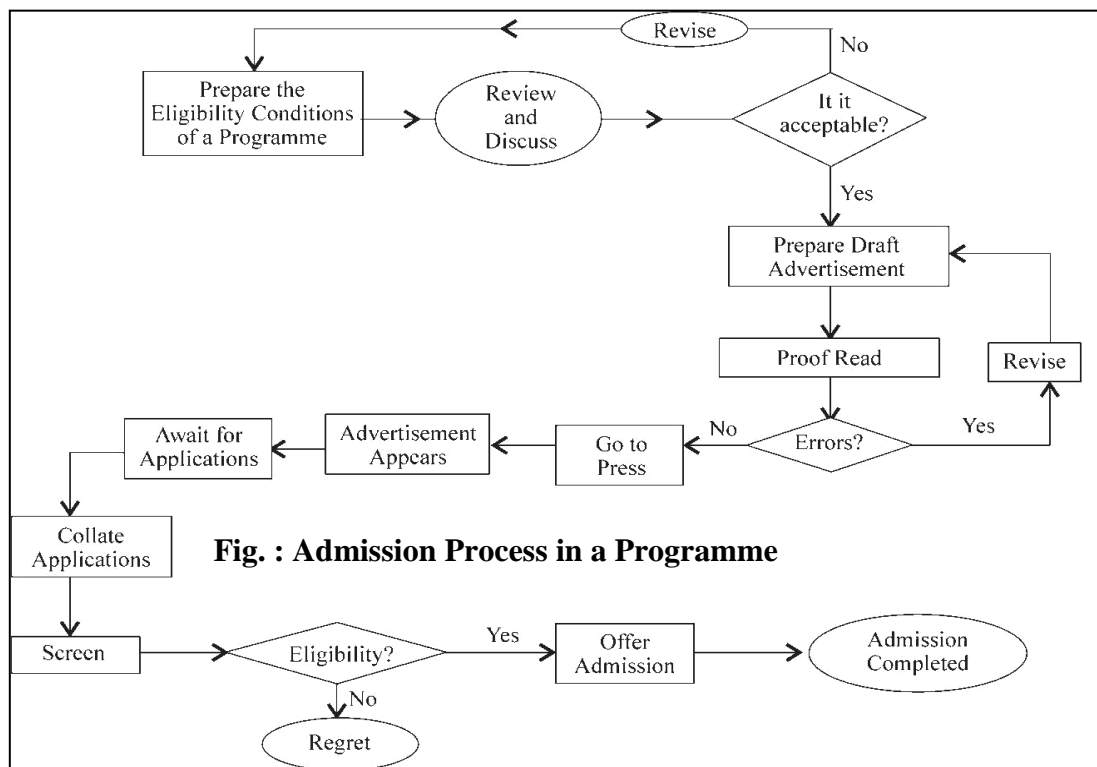 Revise
No
Prepare the
Eligibility Conditions
of a Programme
Review
and
Discuss
It it
acceptable?
Yes
Prepare Draft
Advertisement
Proof Read
Revise
Errors?
Yes
No
Go to
Press
Advertisement
Appears
Await for
Applications
Collate
Applications
Fig. : Admission Process in a Programme
Screen
Eligibility?
Yes
Offer
Admission
Admission
Completed
No
Regret